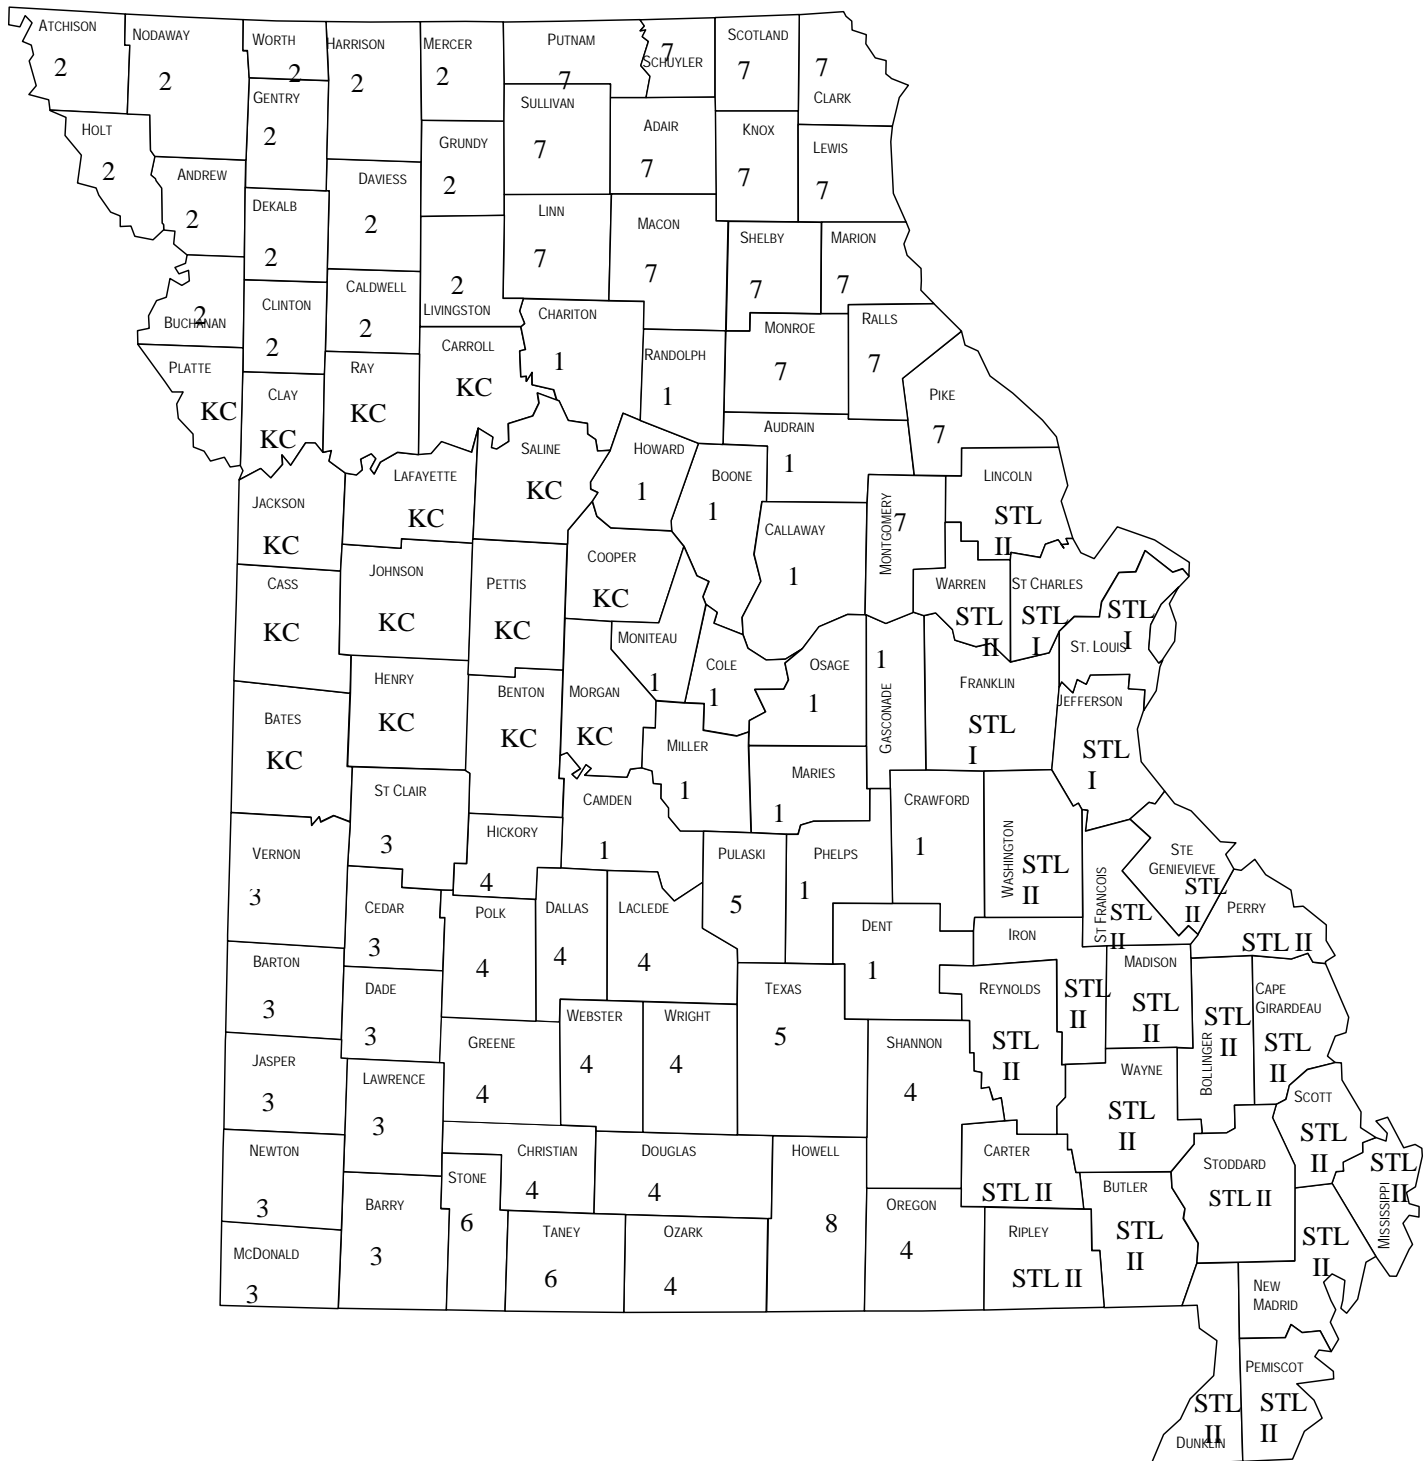 ATCHISON
2
NODAWAY
2
WORTH
2
HARRISON
2
MERCER
2
PUTNAM
7
SCHUYLER
7
SCOTLAND
7
CLARK
7
HOLT
2
ANDREW
2
GENTRY
2
DEKALB
2
DAVIESS
2
GRUNDY
2
SULLIVAN
7
ADAIR
7
KNOX
7
LEWIS
7
LINN
7
MACON
7
SHELBY
7
MARION
7
BUCHANAN
2
CLINTON
2
CALDWELL
2
LIVINGSTON
2
CHARITON
1
RANDOLPH
1
MONROE
7
RALLS
7
PLATTE
KC
CLAY
KC
RAY
KC
CARROLL
KC
PIKE
7
AUDRAIN
1
SALINE
KC
HOWARD
1
BOONE
1
LINCOLN
STL
II
JACKSON
KC
LAFAYETTE
KC
CALLAWAY
1
MONTGOMERY
7
WARREN
STL
II
ST CHARLES
STL
I
ST. LOUIS
STL
I
CASS
KC
JOHNSON
KC
PETTIS
KC
COOPER
KC
MONITEAU
1
COLE
1
OSAGE
1
GASCONADE
1
FRANKLIN
STL
I
JEFFERSON
STL
I
BATES
KC
HENRY
KC
BENTON
KC
MORGAN
KC
MILLER
1
MARIES
1
ST CLAIR
3
HICKORY
4
CAMDEN
1
PULASKI
5
PHELPS
1
CRAWFORD
1
WASHINGTON
STL
II
ST FRANCOIS
STL
II
STE
GENIEVIEVE
STL
II
PERRY
STL II
VERNON
3
CEDAR
3
POLK
4
DALLAS
4
LACLEDE
4
DENT
1
IRON
STL
II
MADISON
STL
II
BOLLINGER
STL
II
CAPE
GIRARDEAU
STL
II
BARTON
3
DADE
3
GREENE
4
WEBSTER
4
WRIGHT
4
TEXAS
5
SHANNON
4
REYNOLDS
STL
II
WAYNE
STL
II
SCOTT
STL
II
JASPER
3
LAWRENCE
3
CHRISTIAN
4
DOUGLAS
4
HOWELL
8
CARTER
STL II
BUTLER
STL
II
STODDARD
STL II
MISSISSIPPI
STL
II
NEWTON
3
BARRY
3
STONE
6
TANEY
6
OZARK
4
OREGON
4
RIPLEY
STL II
NEW
MADRID
STL
II
MCDONALD
3
PEMISCOT
STL
II
DUNKLIN
STL
II